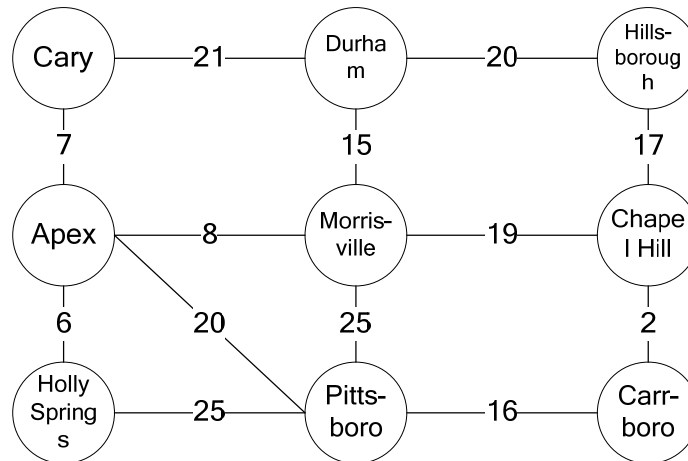 Cary
21
Durha
m
20
Hills-
boroug
h
7
15
17
Apex
8
Morris-
ville
19
Chape
l Hill
6
20
25
2
Holly
Spring
s
25
Pitts-
boro
16
Carr-
boro